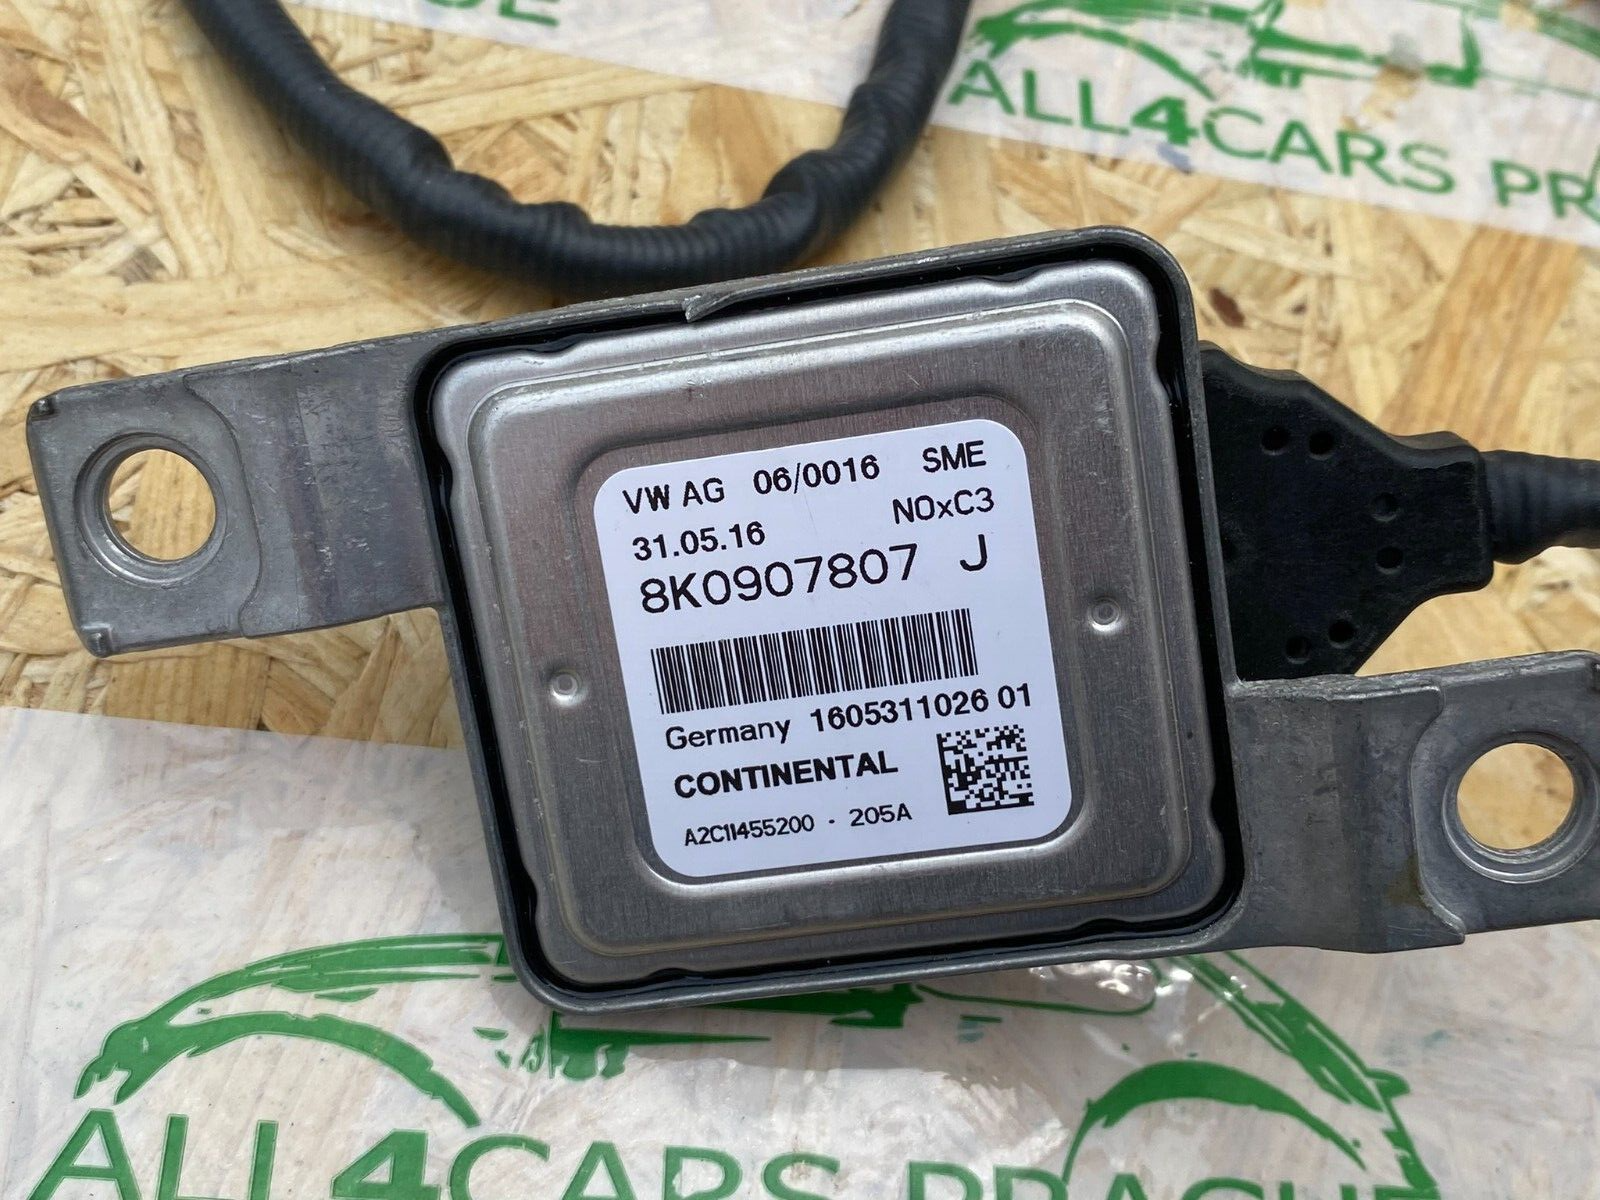 GUE
ALL4CARS PR
VW AG 06/0016 SME
31.05.16 NOxC3
8K0907807 J
Germany 1605311026 01
CONTINENTAL
A2C11455200 - 205A
ALL4CARS PRAGUE